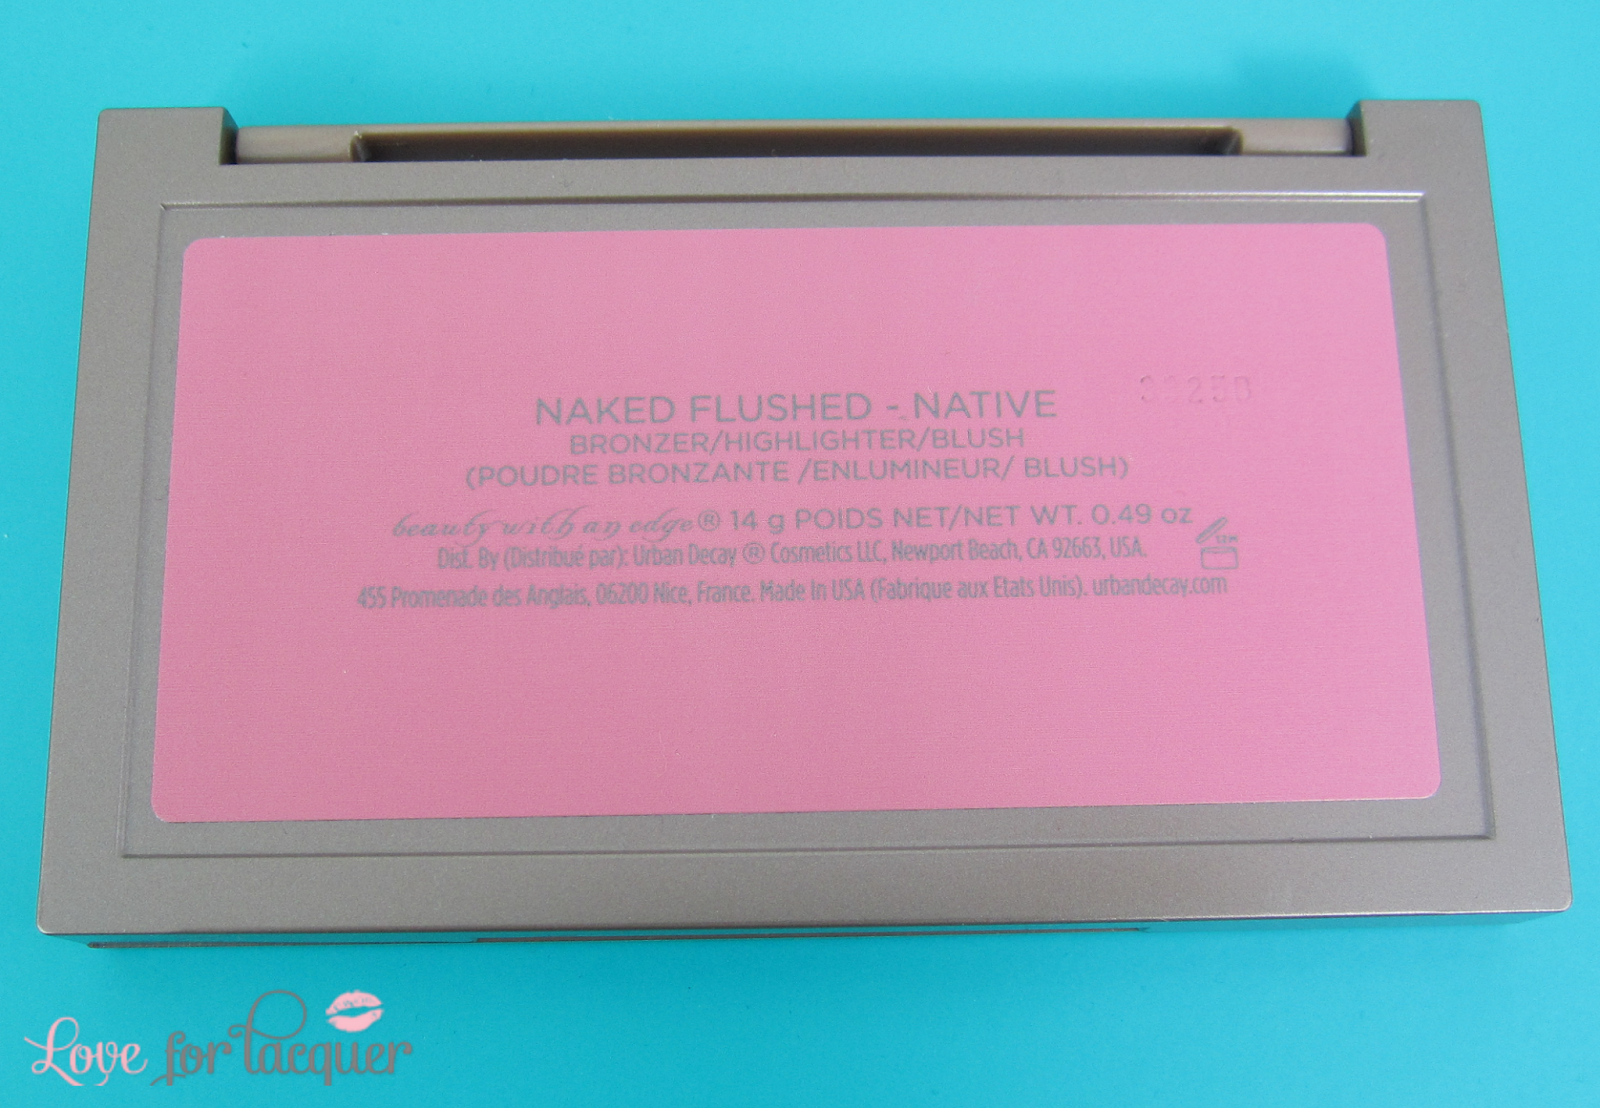 NAKED FLUSHED - NATIVE
BRONZER/HIGHLIGHTER/BLUSH
(POUDRE BRONZANTE /ENLUMINEUR/ BLUSH)
beauty with an edge® 14 g POIDS NET/NET WT. 0.49 oz
12M
Dist. By (Distribué par): Urban Decay ® Cosmetics LLC, Newport Beach, CA 92663, USA.
455 Promenade des Anglais, 06200 Nice, France. Made In USA (Fabrique aux Etats Unis). urbandecay.com
Love for lacquer